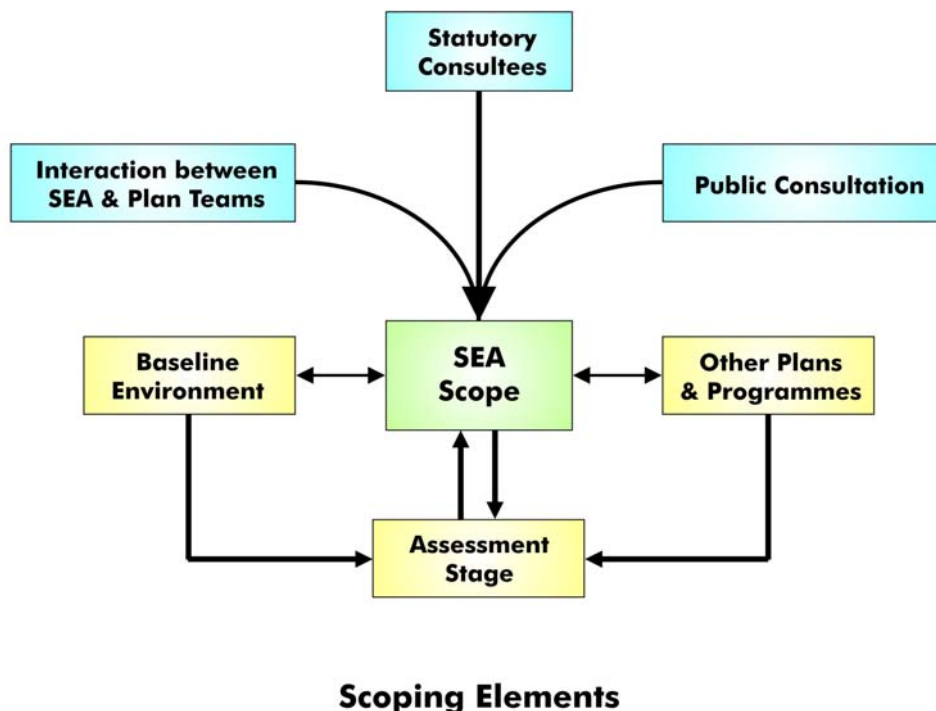 Statutory
Consultees
Interaction between
SEA & Plan Teams
Public Consultation
Baseline
Environment
SEA
Scope
Other Plans
& Programmes
Assessment
Stage
Scoping Elements